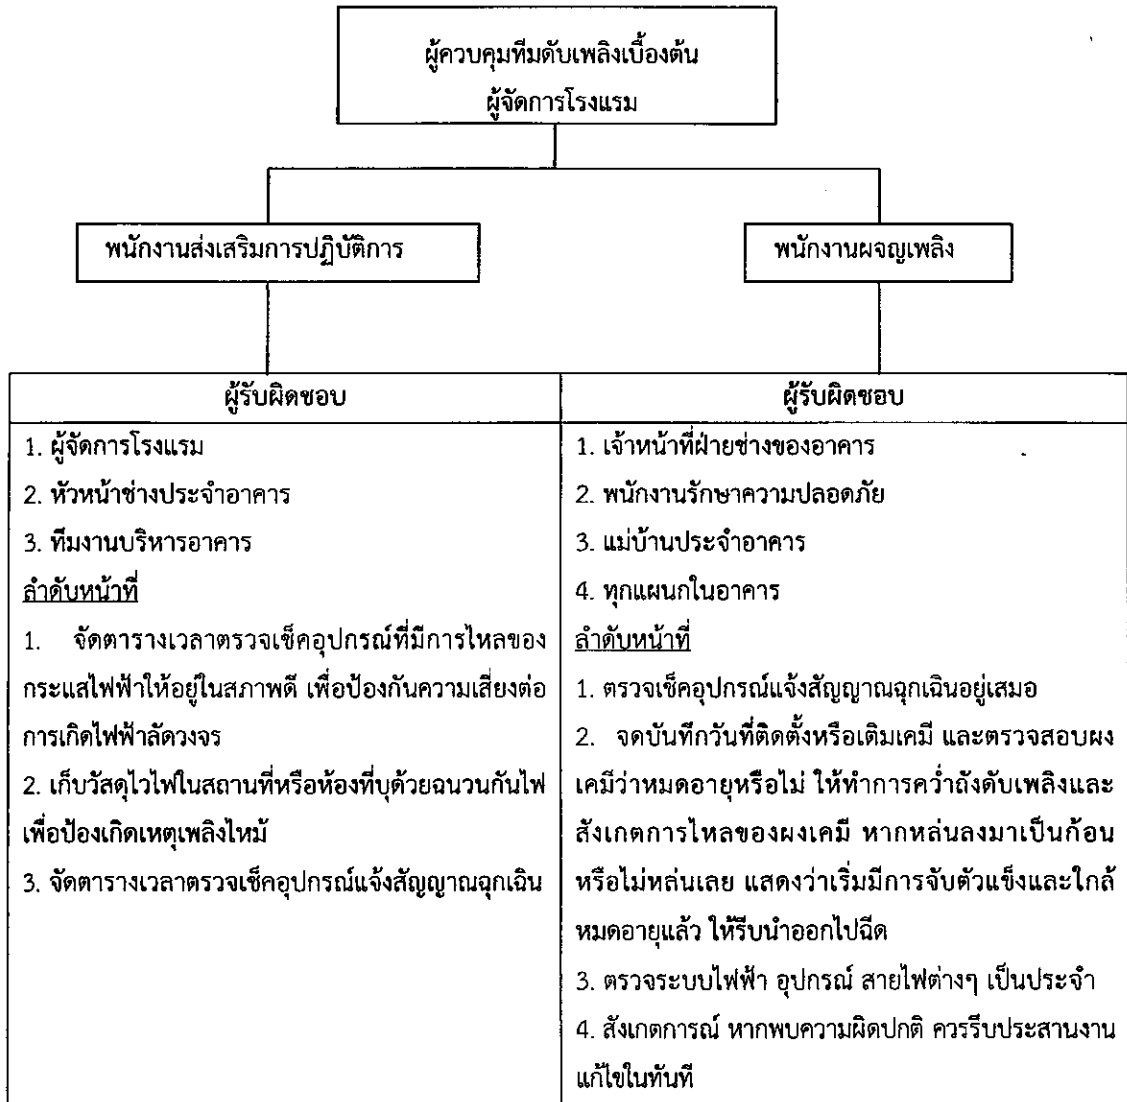 ผู้ควบคุมทีมดับเพลิงเบื้องต้น
ผู้จัดการโรงแรม
พนักงานส่งเสริมการปฏิบัติการ
พนักงานผจญเพลิง
ผู้รับผิดชอบ
1. ผู้จัดการโรงแรม
2. หัวหน้าช่างประจำอาคาร
3. ทีมงานบริหารอาคาร
ลำดับหน้าที่
1. จัดตารางเวลาตรวจเช็คอุปกรณ์ที่มีการไหลของ
กระแสไฟฟ้าให้อยู่ในสภาพดี เพื่อป้องกันความเสี่ยงต่อ
การเกิดไฟฟ้าลัดวงจร
2. เก็บวัสดุไวไฟในสถานที่หรือห้องที่บุด้วยฉนวนกันไฟ
เพื่อป้องเกิดเหตุเพลิงไหม้
3. จัดตารางเวลาตรวจเช็คอุปกรณ์แจ้งสัญญาณฉุกเฉิน
ผู้รับผิดชอบ
1. เจ้าหน้าที่ฝ่ายช่างของอาคาร
2. พนักงานรักษาความปลอดภัย
3. แม่บ้านประจำอาคาร
4. ทุกแผนกในอาคาร
ลำดับหน้าที่
1. ตรวจเช็คอุปกรณ์แจ้งสัญญาณฉุกเฉินอยู่เสมอ
2. จดบันทึกวันที่ติดตั้งหรือเติมเคมี และตรวจสอบผง
เคมีว่าหมดอายุหรือไม่ ให้ทำการคว่ำถังดับเพลิงและ
สังเกตการไหลของผงเคมี หากหล่นลงมาเป็นก้อน
หรือไม่หล่นเลย แสดงว่าเริ่มมีการจับตัวแข็งและใกล้
หมดอายุแล้ว ให้รีบนำออกไปฉีด
3. ตรวจระบบไฟฟ้า อุปกรณ์ สายไฟต่างๆ เป็นประจำ
4. สังเกตการณ์ หากพบความผิดปกติ ควรรีบประสานงาน
แก้ไขในทันที